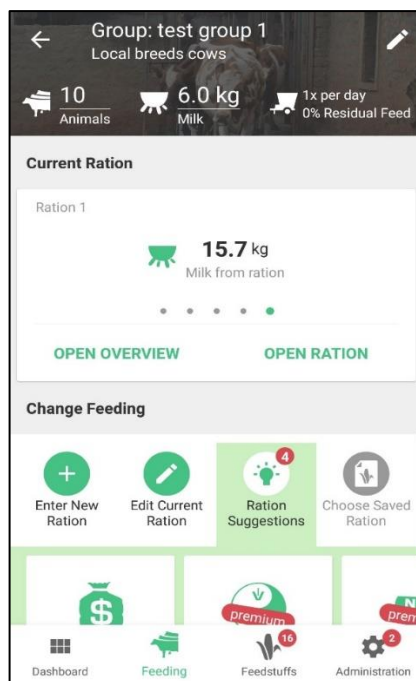 Group: test group 1
Local breeds cows
10
Animals
6.0 kg
Milk
1x per day
0% Residual Feed
Current Ration
Ration 1
15.7 kg
Milk from ration
OPEN OVERVIEW
OPEN RATION
Change Feeding
Enter New
Ration
Edit Current
Ration
4
Ration
Suggestions
Choose Saved
Ration
$
premium
N
prem
Dashboard
Feeding
16
Feedstuffs
2
Administration